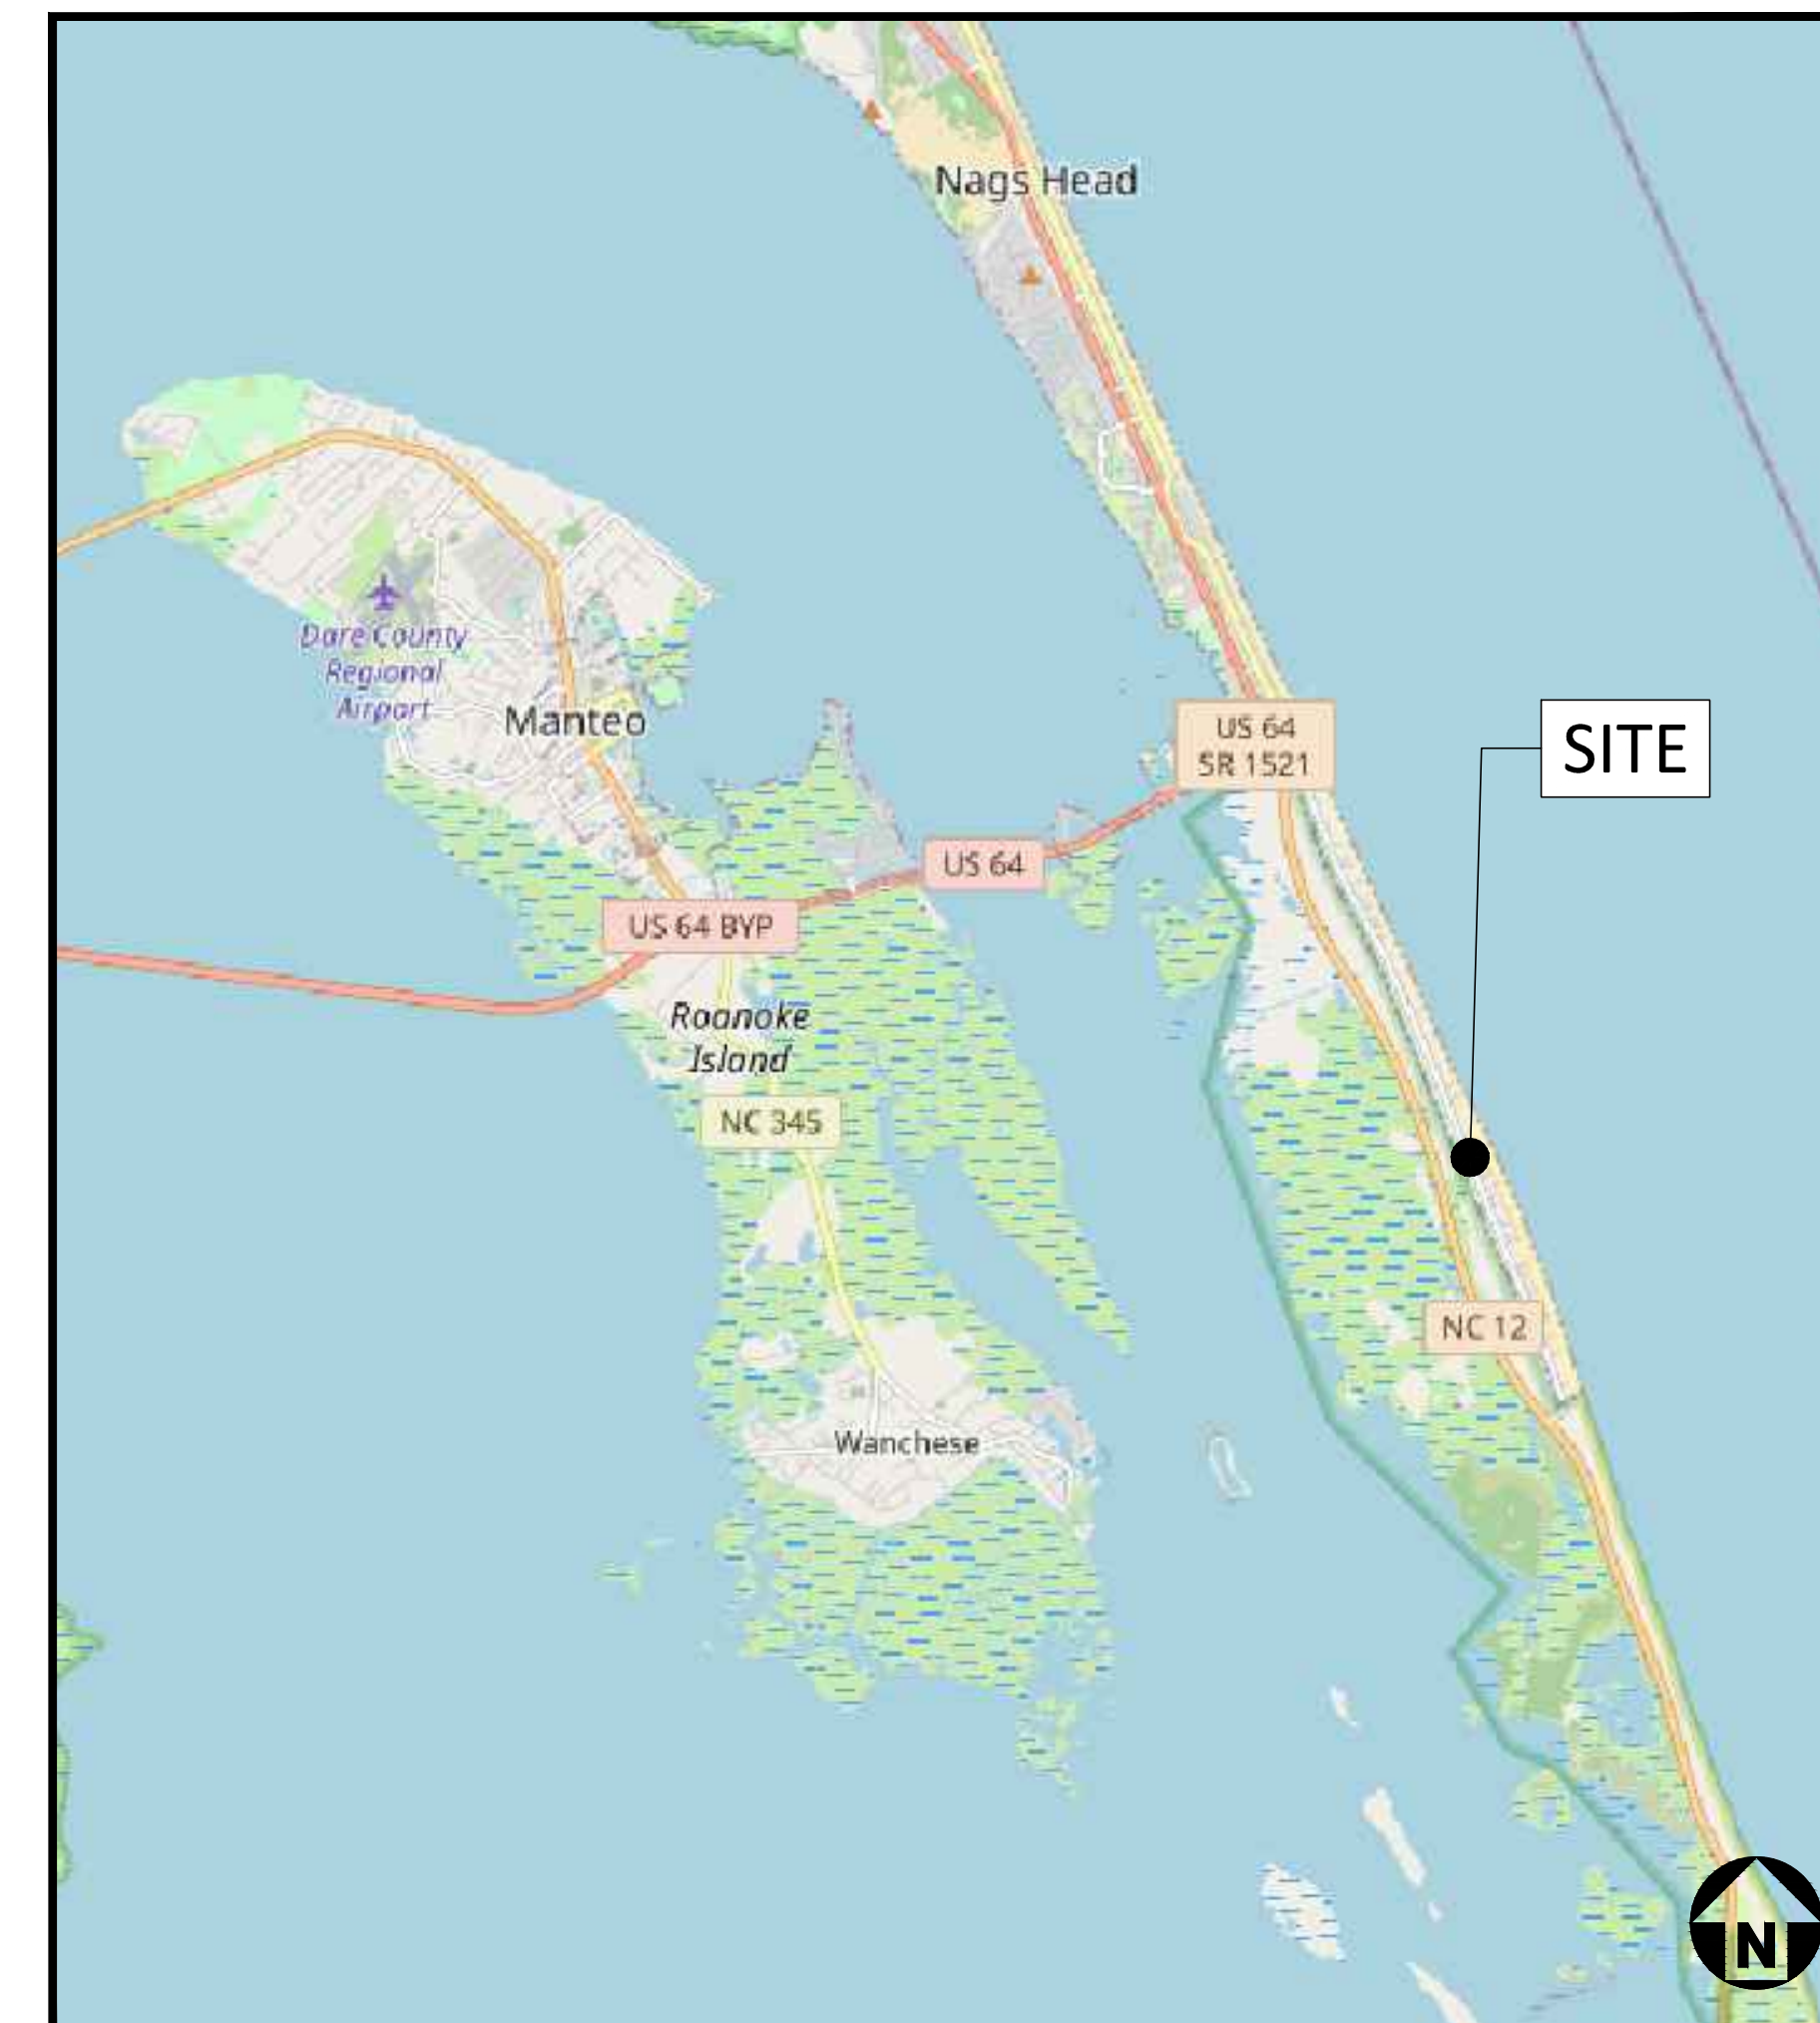 Nags Head
Dare County
Regional
Airport
Manteo
US 64
SR 1521
SITE
US 64
US 64 BYP
Roanoke
Island
NC 345
NC 12
Wanchese
N